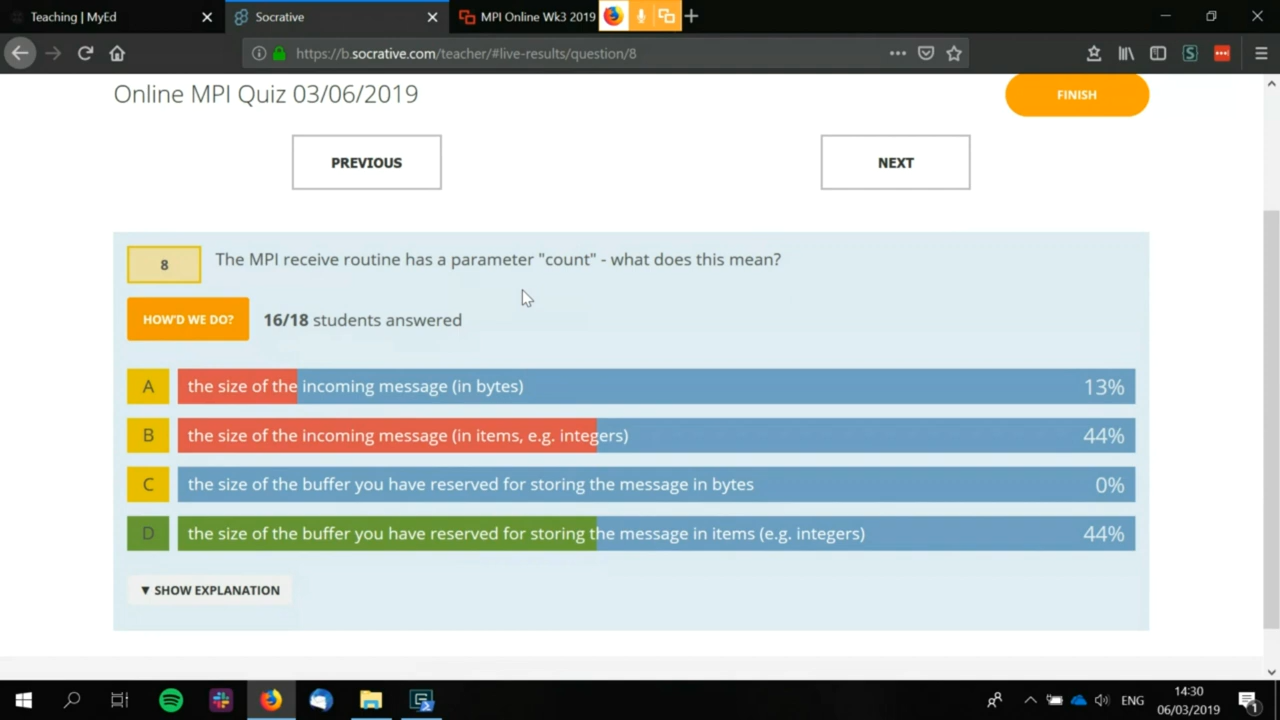 Teaching | MyEd
Socrative
MPI Online Wk3 2019
https://b.socrative.com/teacher/#live-results/question/8
Online MPI Quiz 03/06/2019
FINISH
PREVIOUS
NEXT
8
The MPI receive routine has a parameter "count" - what does this mean?
HOW'D WE DO?
16/18 students answered
A
the size of the incoming message (in bytes)
13%
B
the size of the incoming message (in items, e.g. integers)
44%
C
the size of the buffer you have reserved for storing the message in bytes
0%
D
the size of the buffer you have reserved for storing the message in items (e.g. integers)
44%
▼ SHOW EXPLANATION
ENG
14:30
06/03/2019
1